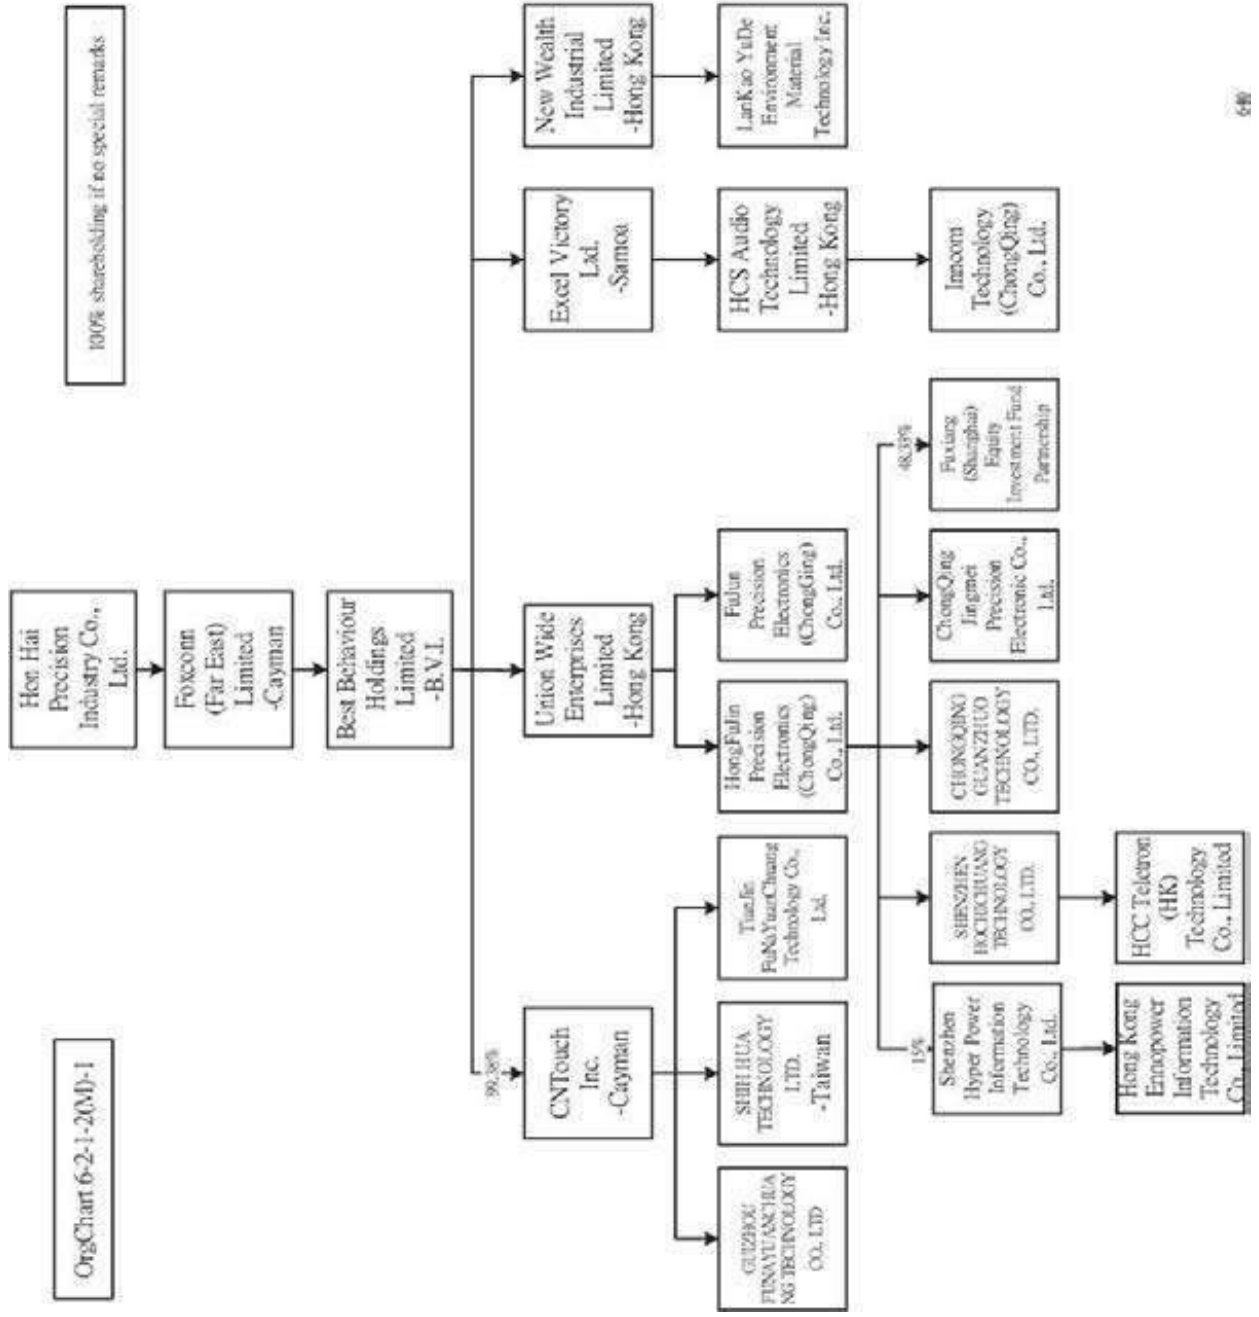 OrgChart 6-2-1-2(M)-1
Hon Hai
Precision
Industry Co.,
Ltd.
100% shareholding if no special remarks
Foxconn
(Far East)
Limited
-Cayman
Best Behaviour
Holdings
Limited
-B.V.I.
99.38%
CNTouch
Inc.
-Cayman
Union Wide
Enterprises
Limited
-Hong Kong
Excel Victory
Ltd.
-Samoa
New Wealth
Industrial
Limited
-Hong Kong
GUIZHOU
FUNAYUANCHUA
NG TECHNOLOGY
CO., LTD
SHIH HUA
TECHNOLOGY
LTD.
-Taiwan
TianJin
FuNaYuanChuang
Technology Co.,
Ltd.
HongFuJin
Precision
Electronics
(ChongQing)
Co., Ltd.
FuJun
Precision
Electronics
(ChongGing)
Co., Ltd.
HCS Audio
Technology
Limited
-Hong Kong
LanKao YuDe
Environment
Material
Technology Inc.
15%
48.33%
Shenzhen
Hyper Power
Information
Technology
Co., Ltd.
SHENZHEN
HOCHICHUANG
TECHNOLOGY
CO., LTD.
CHONGQING
GUANZHUO
TECHNOLOGY
CO., LTD.
ChongQing
Jingmei
Precision
Electronic Co.,
Ltd.
Fuxiang
(Shanghai)
Equity
Investment Fund
Partnership
Inncom
Technology
(ChongQing)
Co., Ltd.
Hong Kong
Ennopower
Information
Technology
Co., Limited
HCC Teletron
(HK)
Technology
Co., Limited